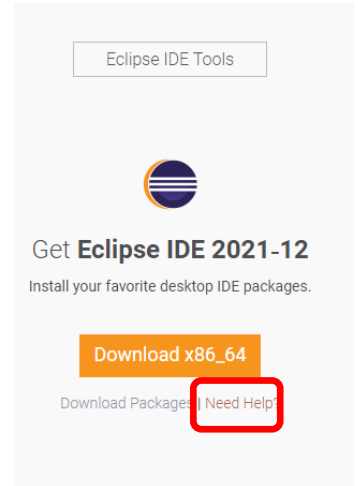 Eclipse IDE Tools
Get Eclipse IDE 2021-12
Install your favorite desktop IDE packages.
Download x86_64
Download Packages | Need Help?